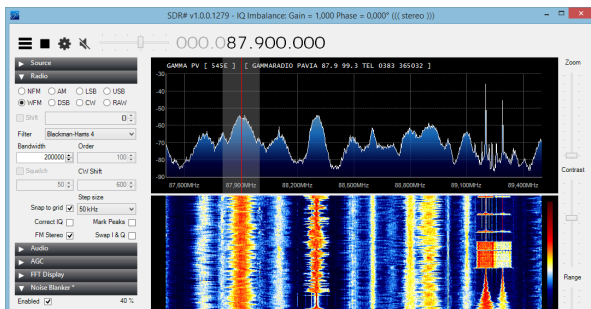 SDR# v1.0.0.1279 - IQ Imbalance: Gain = 1,000 Phase = 0,000° ((( stereo )))
000.087.900.000
Source
Radio
NFM AM LSB USB
WFM DSB CW RAW
Shift 0
Filter Blackman-Harris 4
Bandwidth Order
200000 100
Squelch CW Shift
50 600
Step size
Snap to grid 50 kHz
Correct IQ Mark Peaks
FM Stereo Swap I & Q
Audio
AGC
FFT Display
Noise Blanker *
Enabled 40 %
GAMMA PV [ 545E ] [ GAMMARADIO PAVIA 87.9 99.3 TEL 0383 365032 ]
-30
-40
-50
-60
-70
-80
-90
87,600MHz 87,900MHz 88,200MHz 88,500MHz 88,800MHz 89,100MHz 89,400MHz
Zoom
Contrast
Range